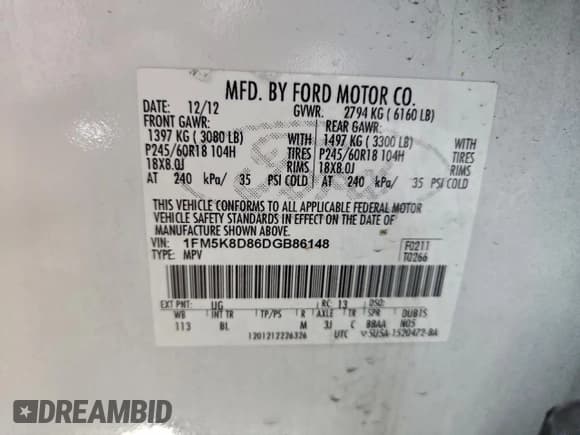 MFD. BY FORD MOTOR CO.
DATE: 12/12 GVWR: 2794 KG ( 6160 LB)
FRONT GAWR: REAR GAWR:
1397 KG ( 3080 LB) 1497 KG ( 3300 LB)
P245/60R18 104H TIRES P245/60R18 104H TIRES
18X8.0J RIMS 18X8.0J RIMS
AT 240 kPa/ 35 PSI COLD AT 240 kPa/ 35 PSI COLD
THIS VEHICLE CONFORMS TO ALL APPLICABLE FEDERAL MOTOR
VEHICLE SAFETY STANDARDS IN EFFECT ON THE DATE OF
MANUFACTURE SHOWN ABOVE.
VIN: 1FM5K8D86DGB86148 F0211
TYPE: MPV T0266
EXT PNT: UG RC: 13 DSO:
WB INT TR TP/PS R AXLE TR SPR DUBTS
113 BL M 3J C BBAA N05
1201212226326 UTC 5U5A-1520472-BA
DREAMBID